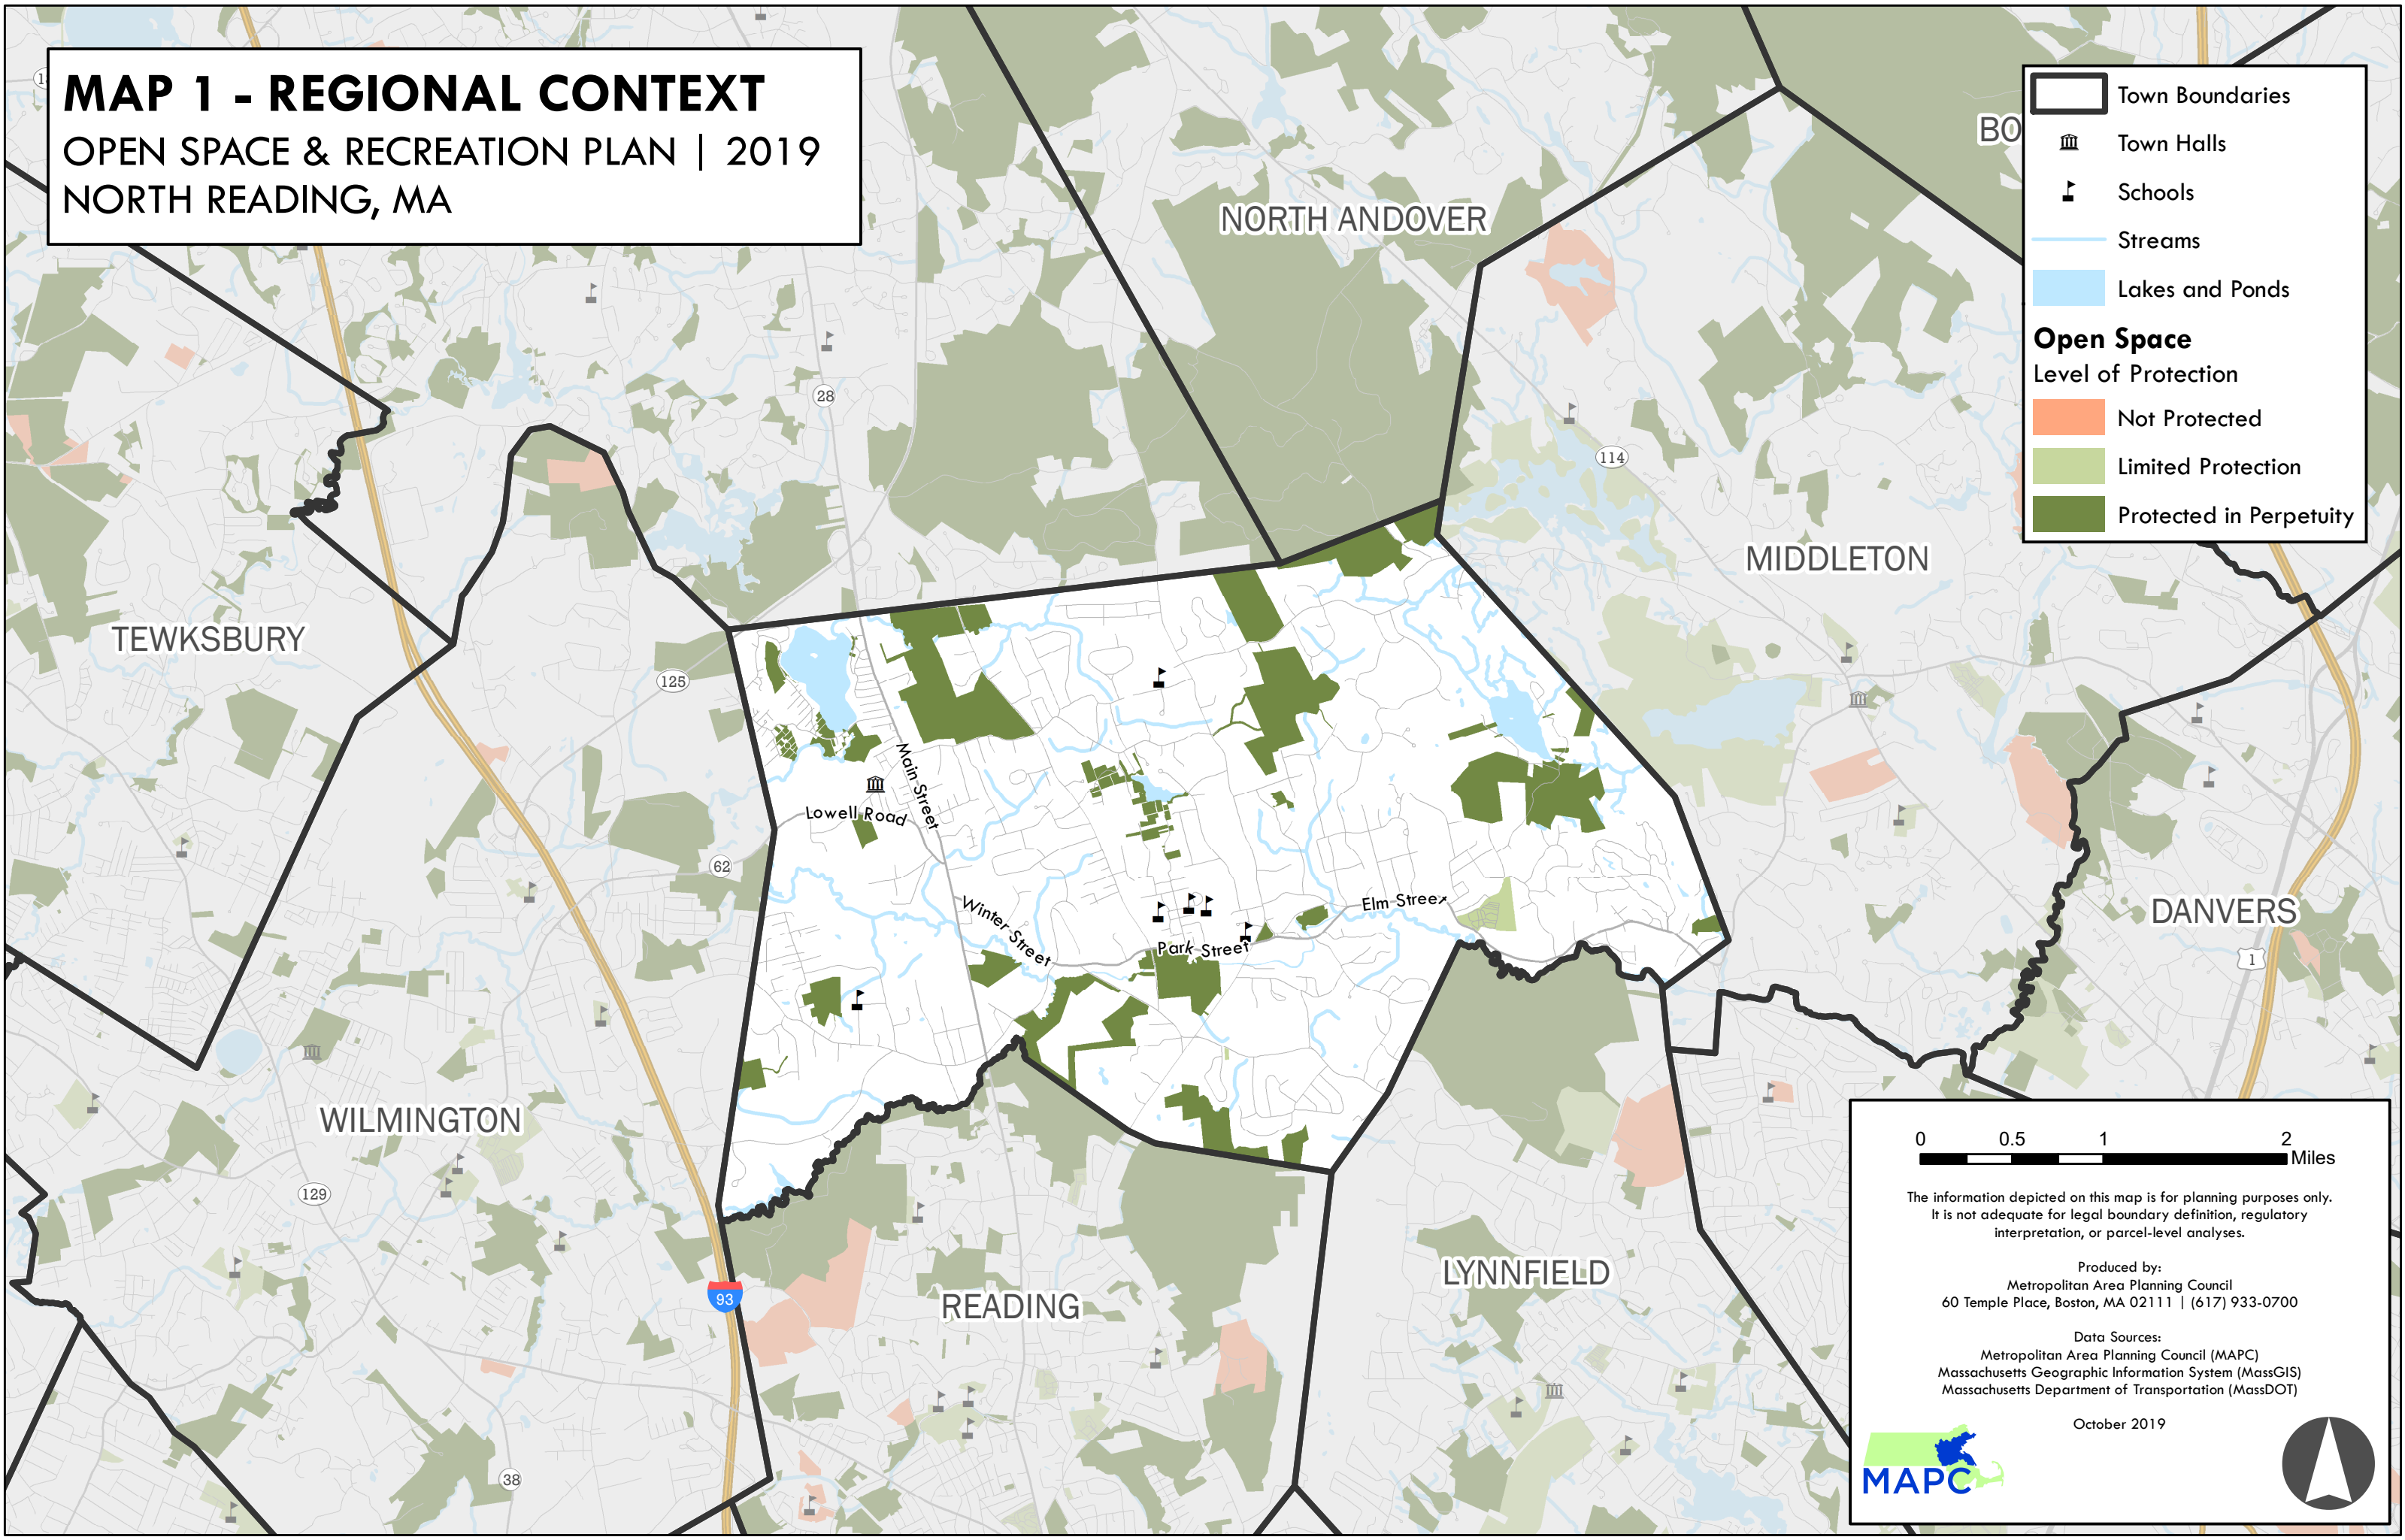 MAP 1 - REGIONAL CONTEXT
OPEN SPACE & RECREATION PLAN | 2019
NORTH READING, MA
Town Boundaries
Town Halls
Schools
Streams
Lakes and Ponds
Open Space
Level of Protection
Not Protected
Limited Protection
Protected in Perpetuity
BO
NORTH ANDOVER
28
114
MIDDLETON
TEWKSBURY
125
Main Street
Lowell Road
62
Winter Street
Elm Street
Park Street
DANVERS
1
WILMINGTON
129
93
READING
LYNNFIELD
38
0 0.5 1 2
Miles
The information depicted on this map is for planning purposes only.
It is not adequate for legal boundary definition, regulatory
interpretation, or parcel-level analyses.
Produced by:
Metropolitan Area Planning Council
60 Temple Place, Boston, MA 02111 | (617) 933-0700
Data Sources:
Metropolitan Area Planning Council (MAPC)
Massachusetts Geographic Information System (MassGIS)
Massachusetts Department of Transportation (MassDOT)
October 2019
MAPC